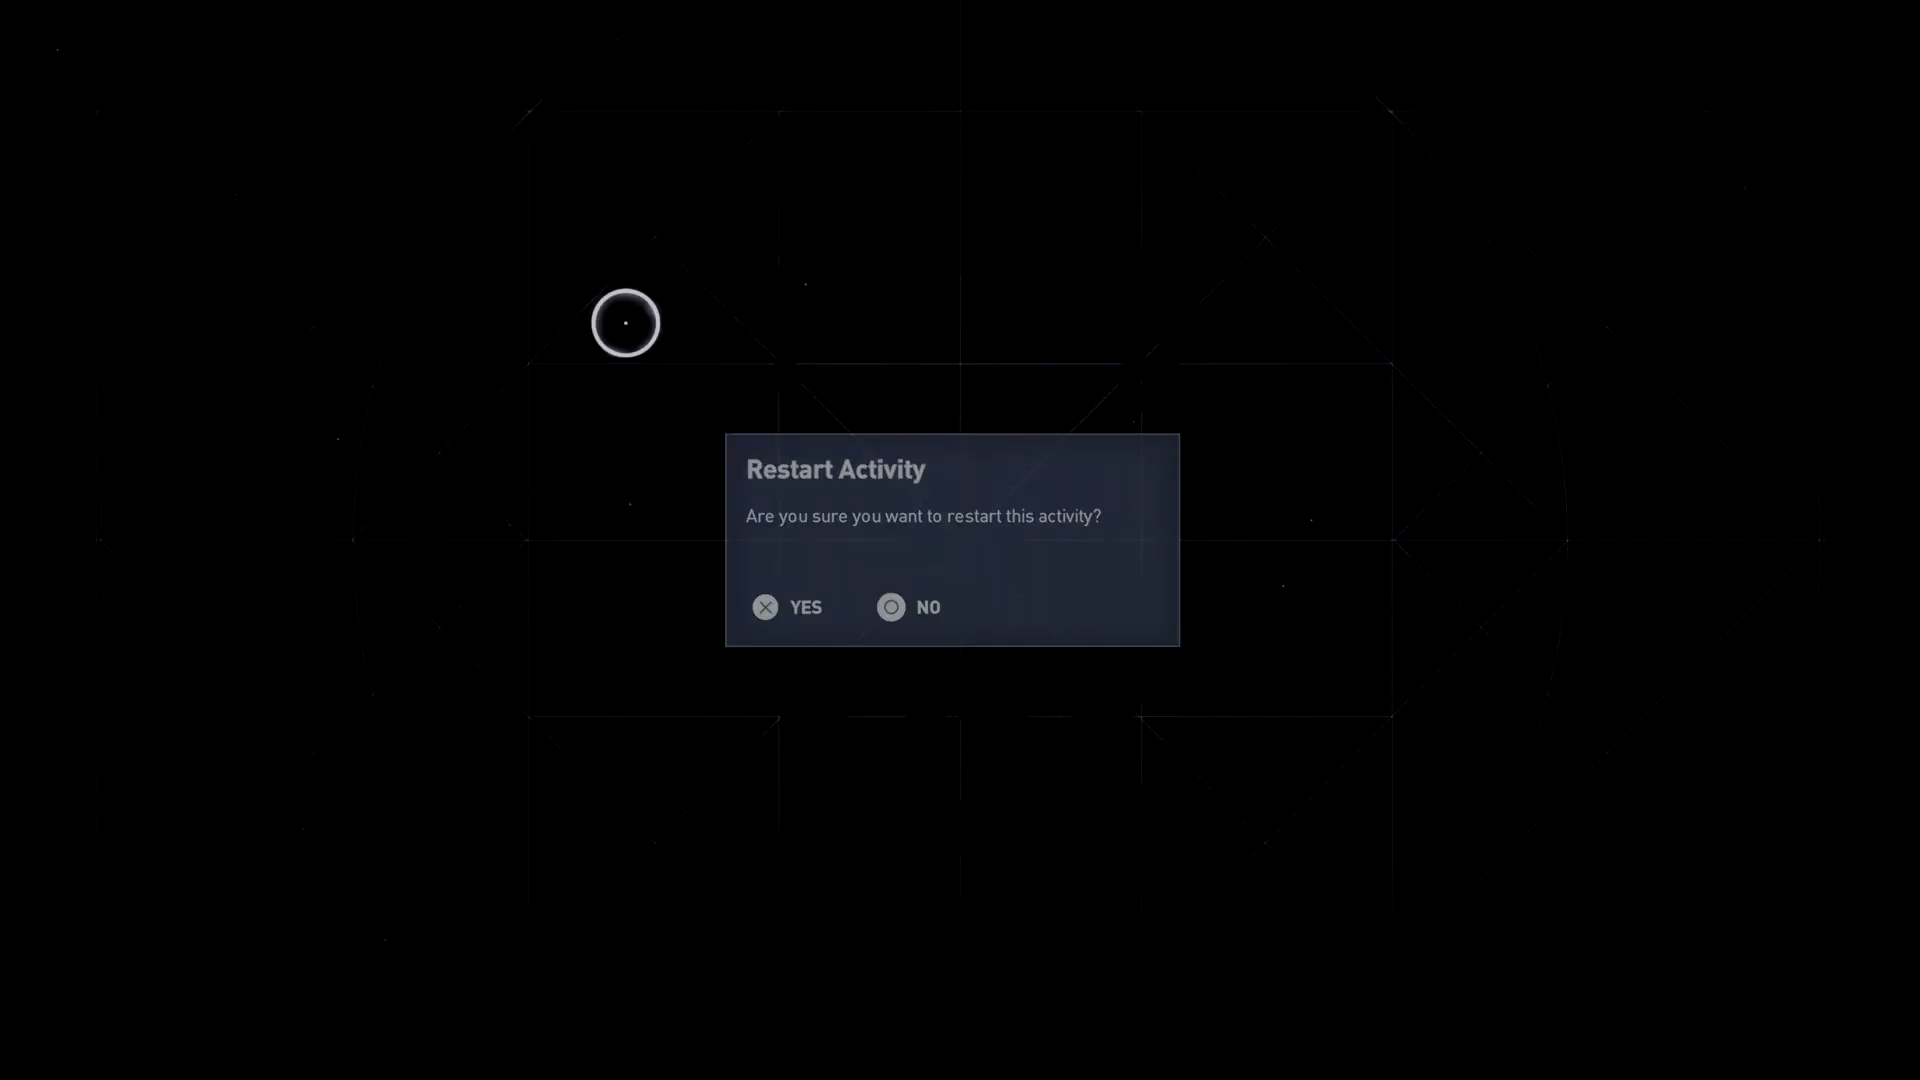 Restart Activity
Are you sure you want to restart this activity?
YES NO